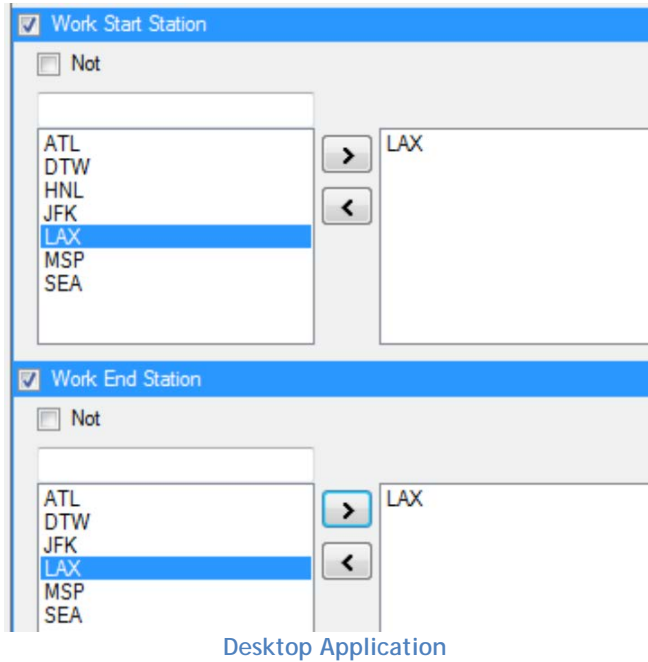 Work Start Station
Not
ATL
DTW
HNL
JFK
LAX
MSP
SEA
>
<
LAX
Work End Station
Not
ATL
DTW
JFK
LAX
MSP
SEA
>
<
LAX
Desktop Application